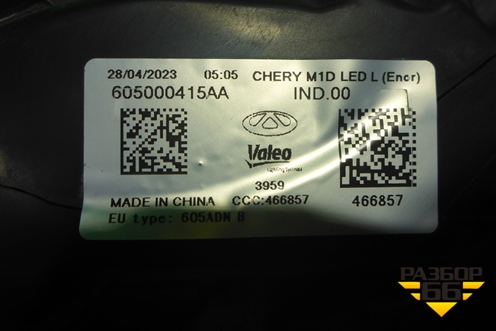 28/04/2023 05:05 CHERY M1D LED L (Encr)
605000415AA IND.00
Valeo
3959
MADE IN CHINA CCC:466857 466857
EU type: 605ADN B
РАЗБОР
66